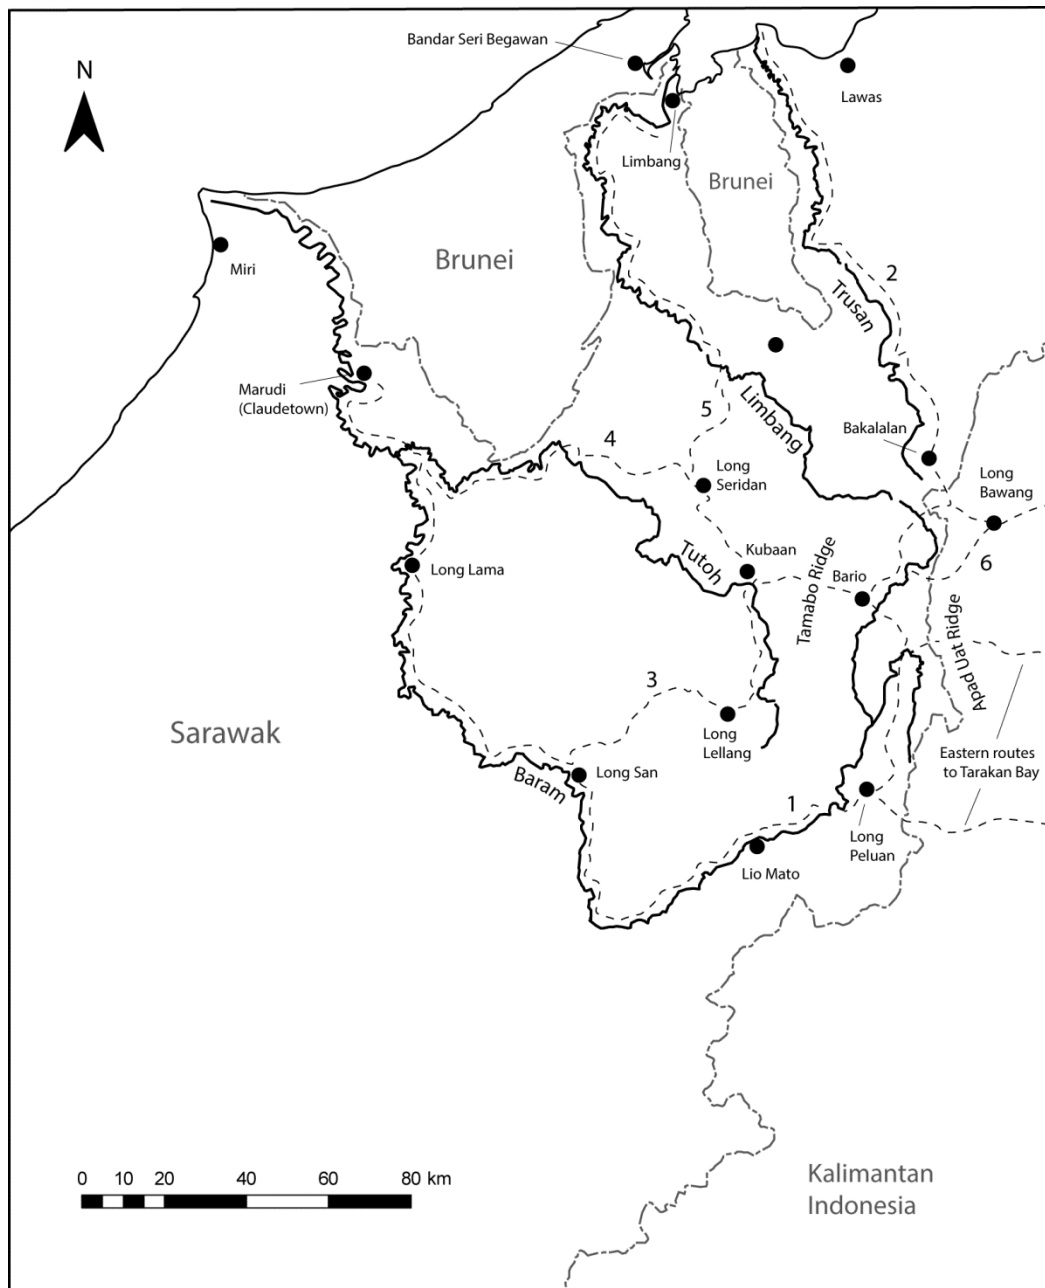 Bandar Seri Begawan
N
Lawas
Limbang
Brunei
Brunei
Miri
2
Trusan
Marudi
(Claudetown)
5
Limbang
4
Bakalalan
Long
Seridan
Long
Bawang
Tutoh
Kubaan
Long Lama
Tamabo Ridge
Bario
6
Apad Uat Ridge
3
Sarawak
Long
Lellang
Eastern routes
to Tarakan Bay
Long San
Baram
1
Long
Peluan
Lio Mato
0 10 20 40 60 80 km
Kalimantan
Indonesia